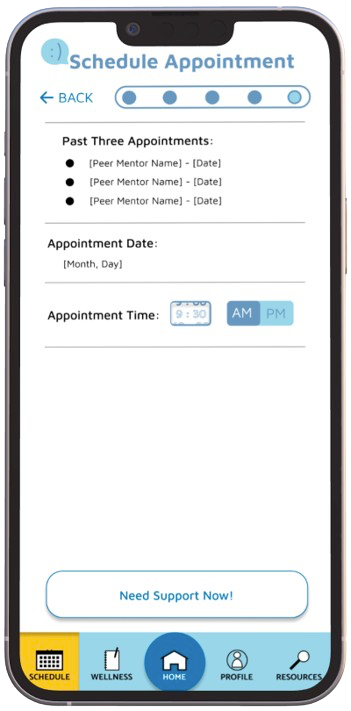 :)
Schedule Appointment
← BACK
Past Three Appointments:
[Peer Mentor Name] - [Date]
[Peer Mentor Name] - [Date]
[Peer Mentor Name] - [Date]
Appointment Date:
[Month, Day]
Appointment Time: 9:30 AM PM
Need Support Now!
SCHEDULE WELLNESS HOME PROFILE RESOURCES